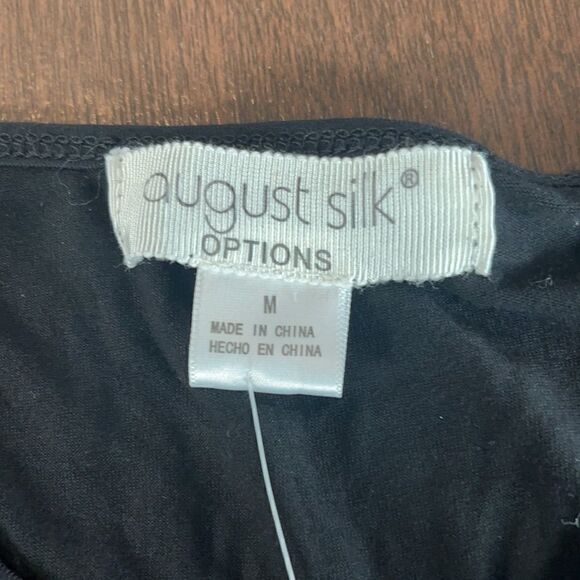 august silk®
OPTIONS
M
MADE IN CHINA
HECHO EN CHINA